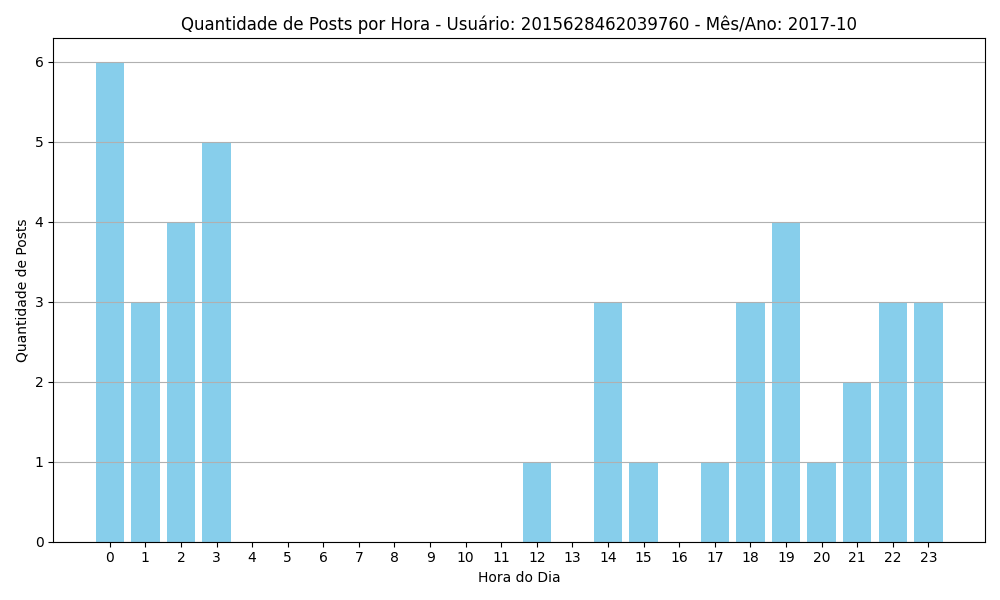 Quantidade de Posts por Hora - Usuário: 2015628462039760 - Mês/Ano: 2017-10
Quantidade de Posts
6
5
4
3
2
1
0
0 1 2 3 4 5 6 7 8 9 10 11 12 13 14 15 16 17 18 19 20 21 22 23
Hora do Dia